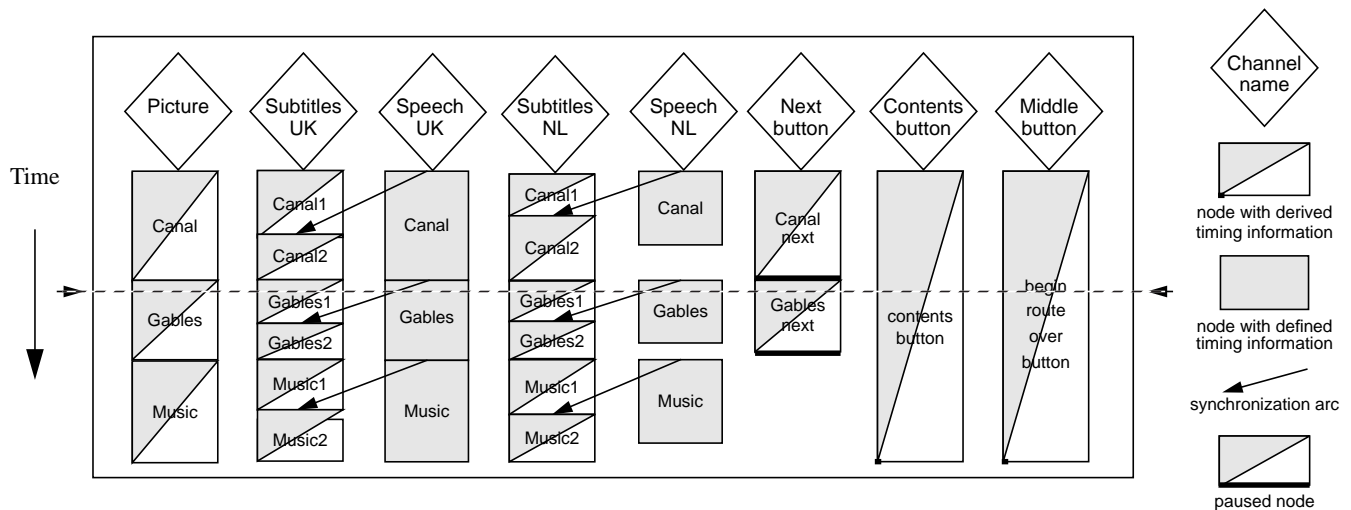 Picture
Subtitles
UK
Speech
UK
Subtitles
NL
Speech
NL
Next
button
Contents
button
Middle
button
Channel
name
Time
Canal
Gables
Music
Canal1
Canal2
Gables1
Gables2
Music1
Music2
Canal
Gables
Music
Canal1
Canal2
Gables1
Gables2
Music1
Music2
Canal
Gables
Music
Canal
next
Gables
next
contents
button
begin
route
over
button
node with derived
timing information
node with defined
timing information
synchronization arc
paused node